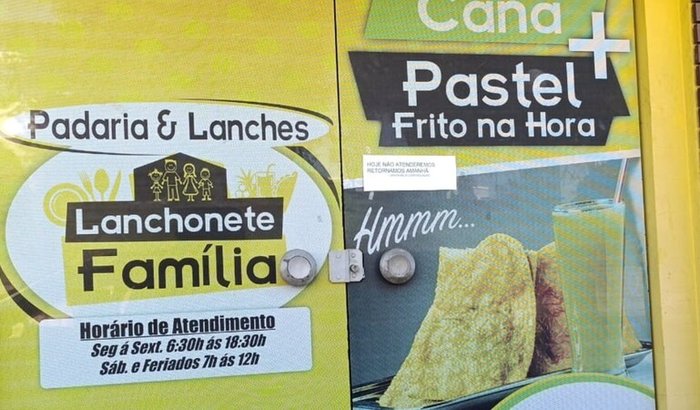 Padaria & Lanches
Lanchonete
Família
Horário de Atendimento
Seg á Sext. 6:30h ás 18:30h
Sáb. e Feriados 7h ás 12h
Cana
+
Pastel
Frito na Hora
HOJE NÃO ATENDEREMOS
RETORNAMOS AMANHÃ
Hmmm...